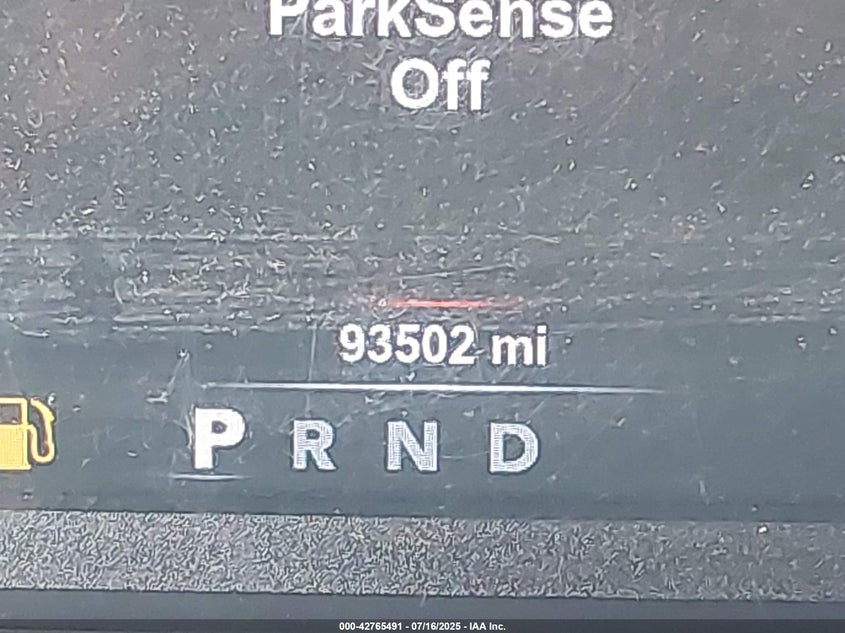 ParkSense
Off
93502 mi
P R N D
000-42765491 - 07/16/2025 - IAA Inc.